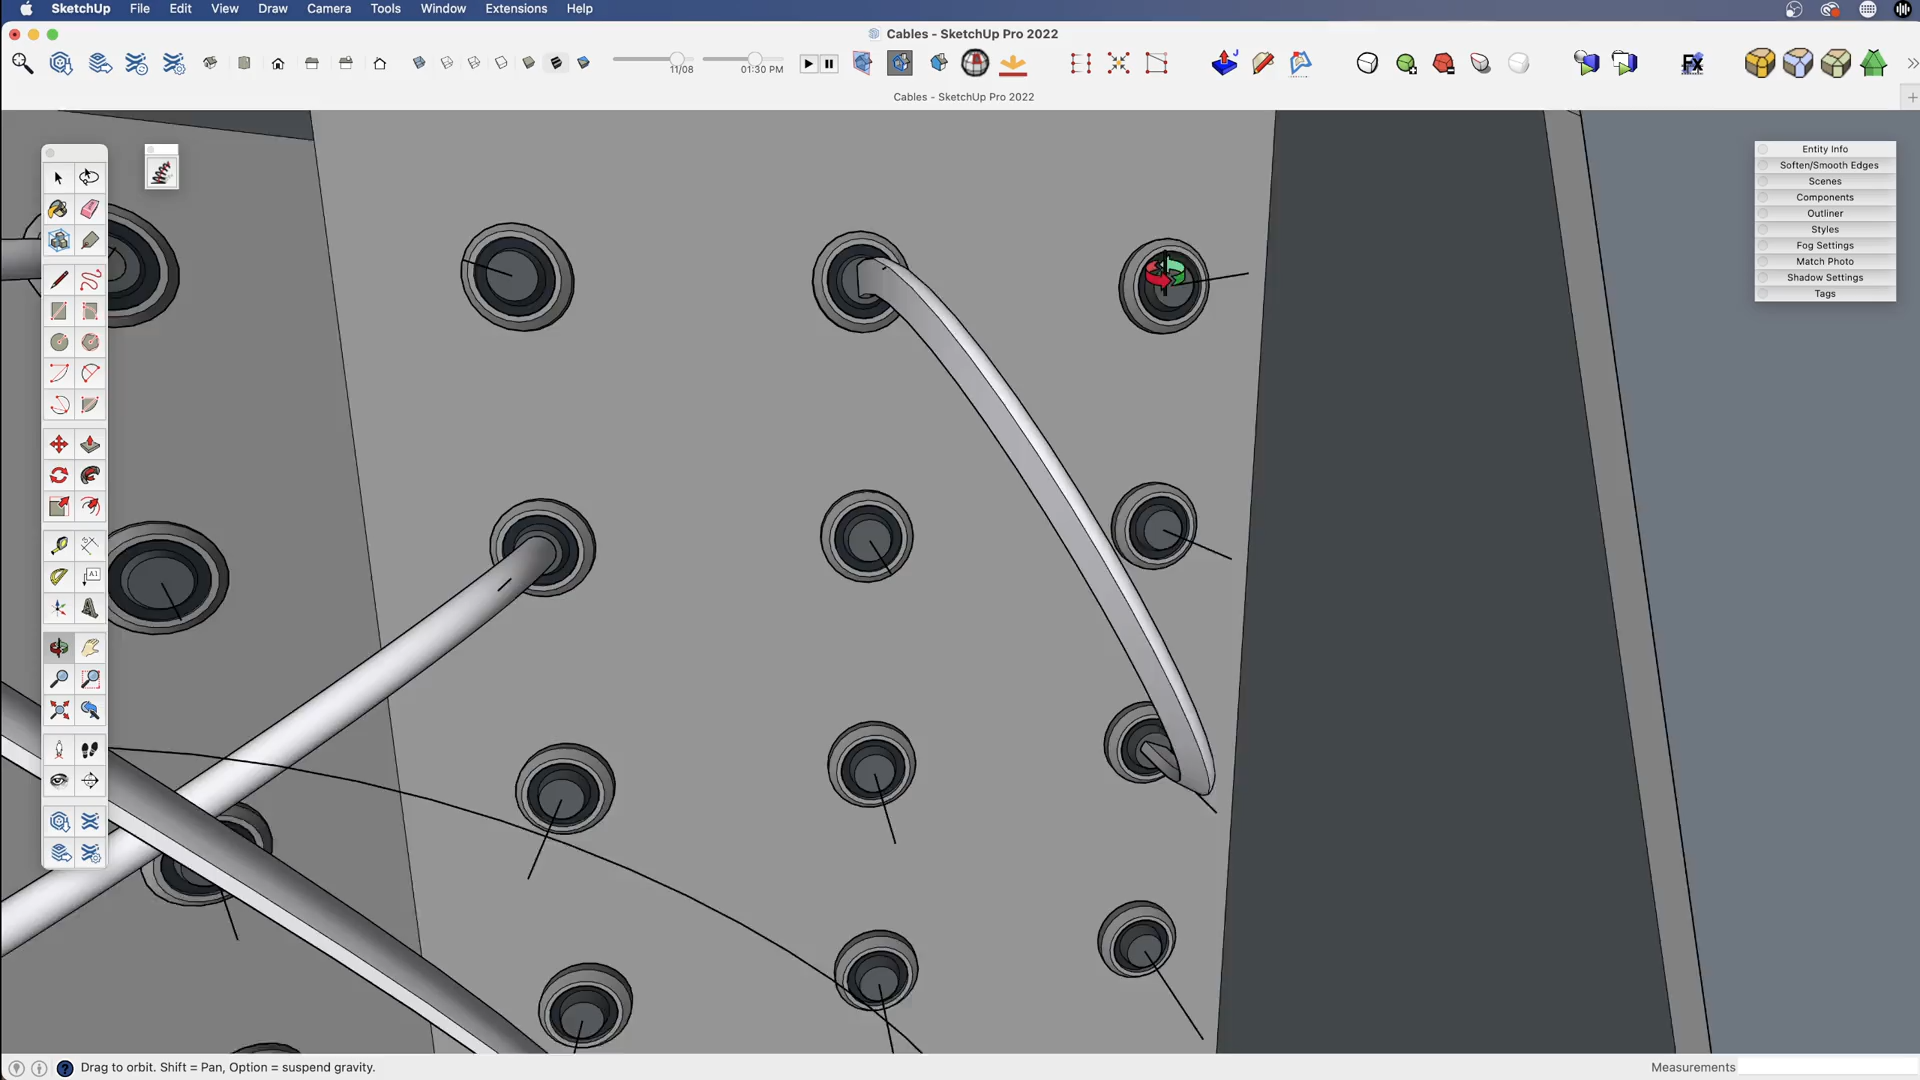 SketchUp File Edit View Draw Camera Tools Window Extensions Help
Cables - SketchUp Pro 2022
11/08
01:30 PM
J
FX
Cables - SketchUp Pro 2022
Entity Info
Soften/Smooth Edges
Scenes
Components
Outliner
Styles
Fog Settings
Match Photo
Shadow Settings
Tags
A1
Drag to orbit. Shift = Pan, Option = suspend gravity.
Measurements